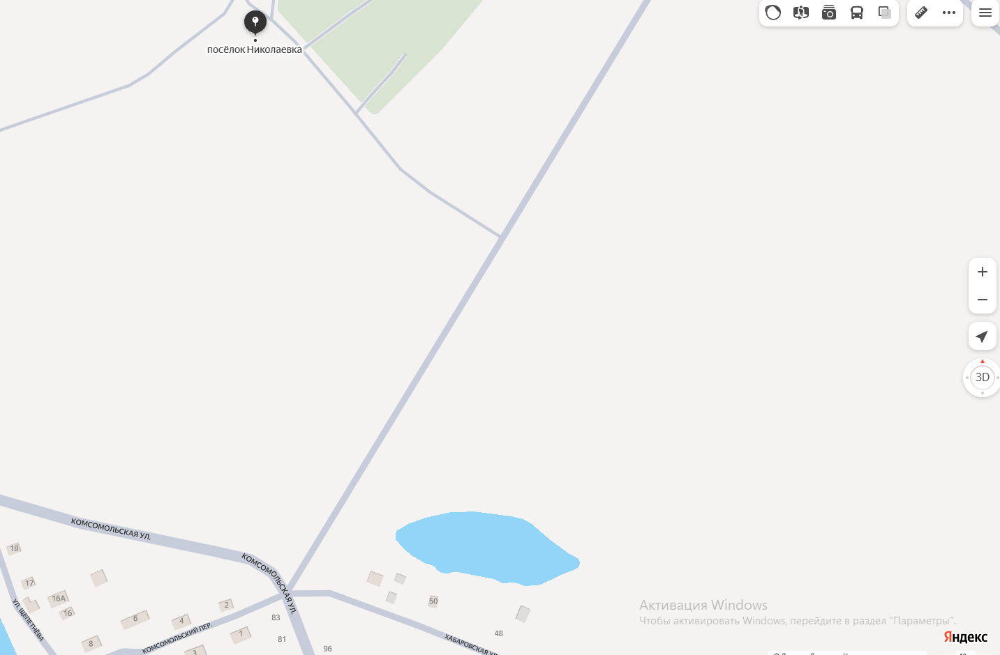 посёлок Николаевка
3D
КОМСОМОЛЬСКАЯ УЛ.
КОМСОМОЛЬСКАЯ УЛ.
18
17
16А
16
УЛ. ЩЕПЕТНЁВА
6
4
2
8
КОМСОМОЛЬСКИЙ ПЕР.
1
3
83
81
96
50
48
ХАБАРОВСКАЯ УЛ.
Активация Windows
Чтобы активировать Windows, перейдите в раздел "Параметры".
Яндекс